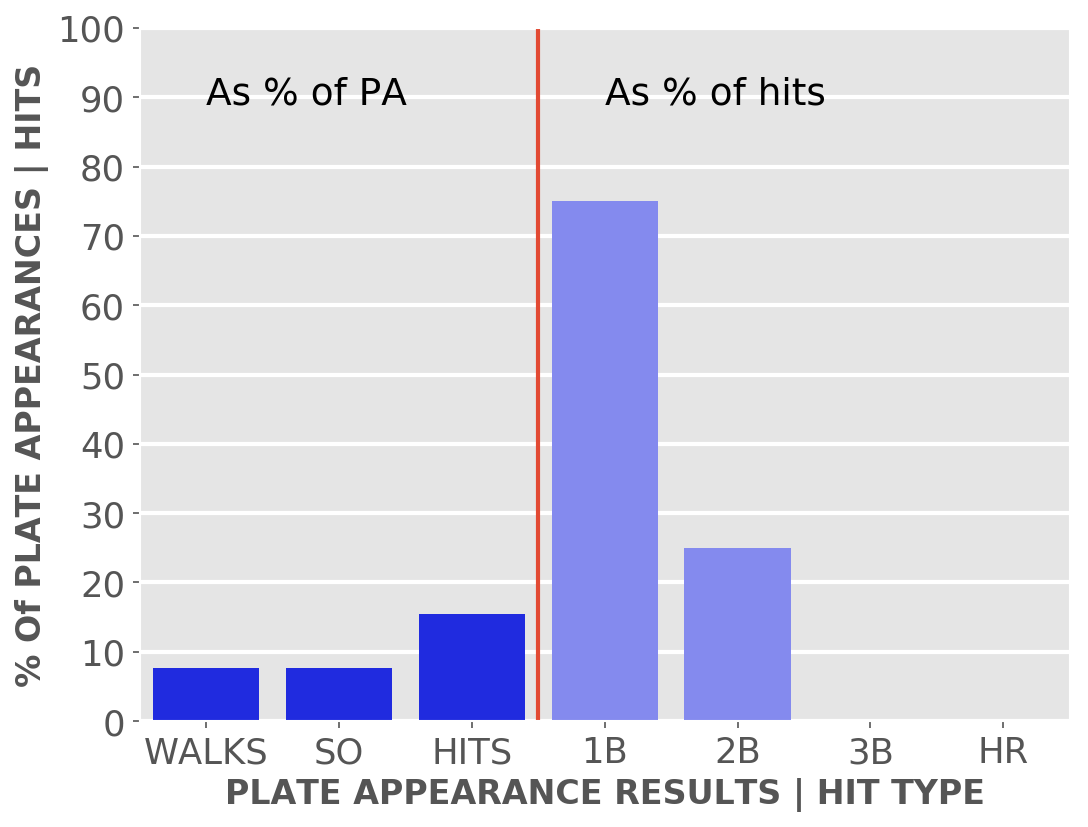 100
90
80
70
60
50
40
30
20
10
0
% Of PLATE APPEARANCES | HITS
As % of PA
As % of hits
WALKS SO HITS 1B 2B 3B HR
PLATE APPEARANCE RESULTS | HIT TYPE